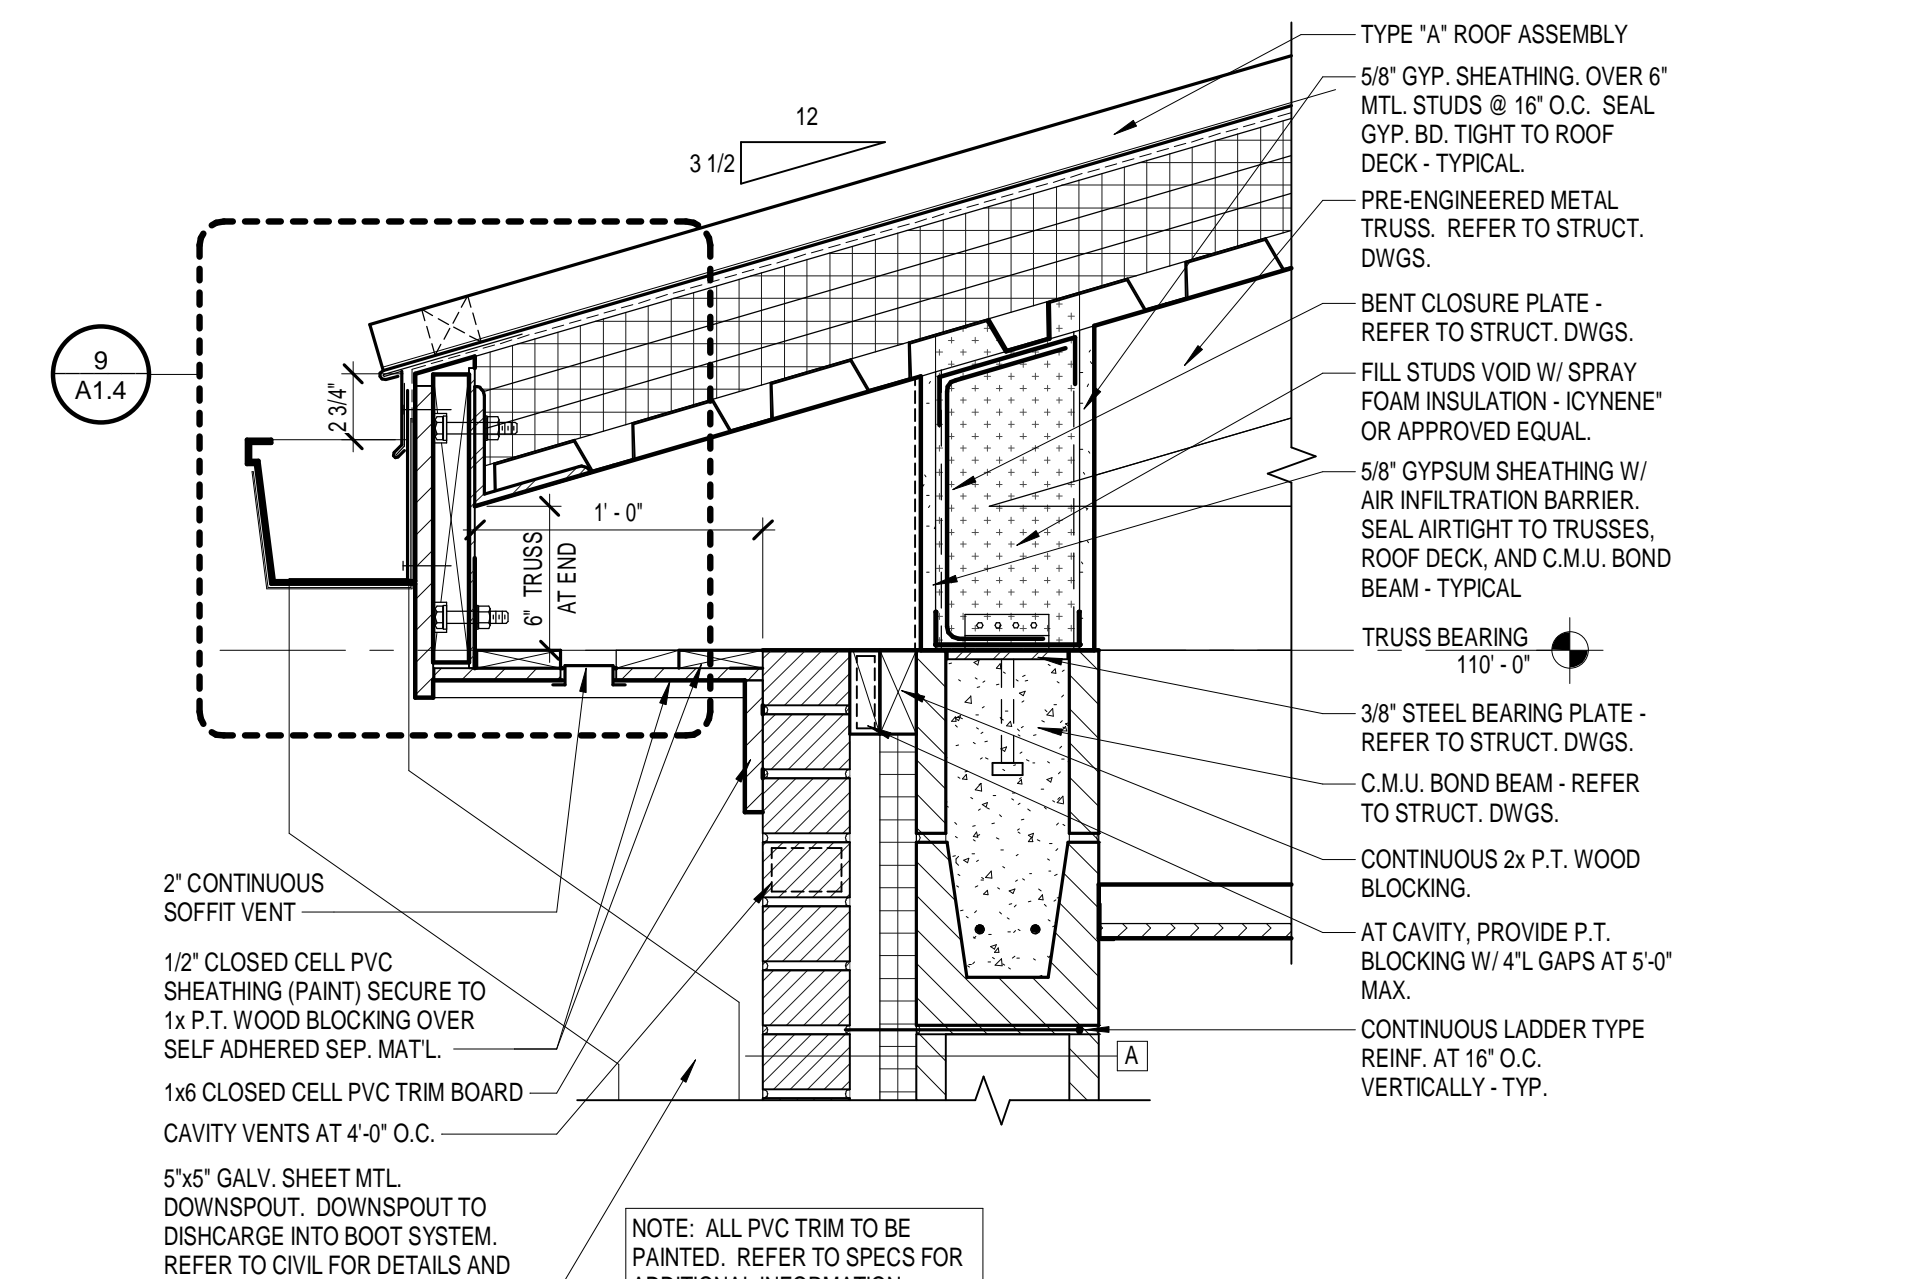 TYPE "A" ROOF ASSEMBLY
5/8" GYP. SHEATHING. OVER 6"
MTL. STUDS @ 16" O.C. SEAL
GYP. BD. TIGHT TO ROOF
DECK - TYPICAL.
PRE-ENGINEERED METAL
TRUSS. REFER TO STRUCT.
DWGS.
BENT CLOSURE PLATE -
REFER TO STRUCT. DWGS.
FILL STUDS VOID W/ SPRAY
FOAM INSULATION - ICYNENE"
OR APPROVED EQUAL.
5/8" GYPSUM SHEATHING W/
AIR INFILTRATION BARRIER.
SEAL AIRTIGHT TO TRUSSES,
ROOF DECK, AND C.M.U. BOND
BEAM - TYPICAL
TRUSS BEARING
110' - 0"
3/8" STEEL BEARING PLATE -
REFER TO STRUCT. DWGS.
C.M.U. BOND BEAM - REFER
TO STRUCT. DWGS.
CONTINUOUS 2x P.T. WOOD
BLOCKING.
AT CAVITY, PROVIDE P.T.
BLOCKING W/ 4"L GAPS AT 5'-0"
MAX.
CONTINUOUS LADDER TYPE
REINF. AT 16" O.C.
VERTICALLY - TYP.
12
3 1/2
9
A1.4
2 3/4"
1' - 0"
6" TRUSS
AT END
A
2" CONTINUOUS
SOFFIT VENT
1/2" CLOSED CELL PVC
SHEATHING (PAINT) SECURE TO
1x P.T. WOOD BLOCKING OVER
SELF ADHERED SEP. MAT'L.
1x6 CLOSED CELL PVC TRIM BOARD
CAVITY VENTS AT 4'-0" O.C.
5"x5" GALV. SHEET MTL.
DOWNSPOUT. DOWNSPOUT TO
DISHCARGE INTO BOOT SYSTEM.
REFER TO CIVIL FOR DETAILS AND
NOTE: ALL PVC TRIM TO BE
PAINTED. REFER TO SPECS FOR
ADDITIONAL INFORMATION